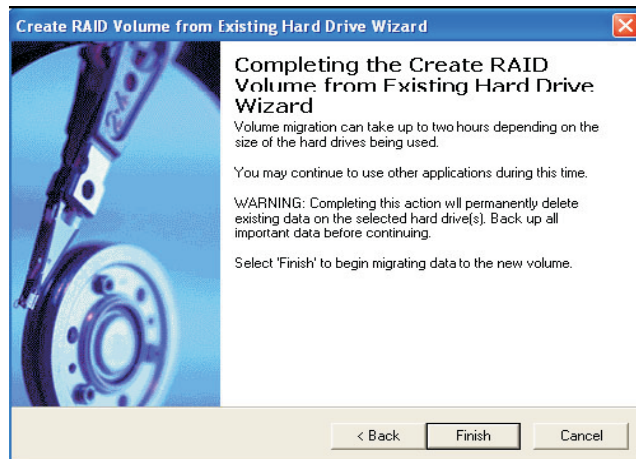 Create RAID Volume from Existing Hard Drive Wizard
Completing the Create RAID
Volume from Existing Hard Drive
Wizard
Volume migration can take up to two hours depending on the
size of the hard drives being used.
You may continue to use other applications during this time.
WARNING: Completing this action will permanently delete
existing data on the selected hard drive(s). Back up all
important data before continuing.
Select 'Finish' to begin migrating data to the new volume.
< Back
Finish
Cancel